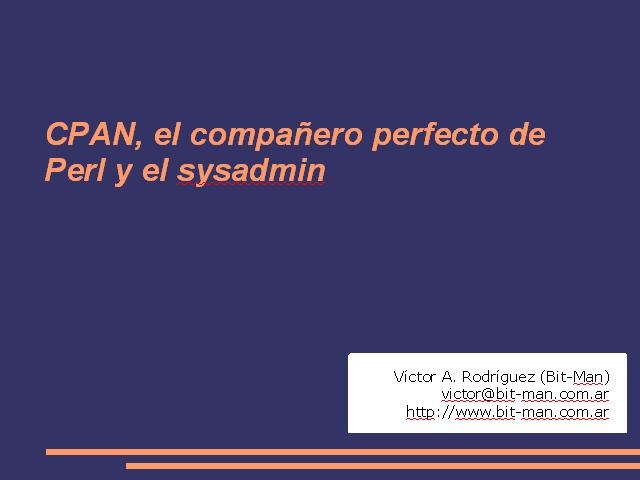 CPAN, el compañero perfecto de
Perl y el sysadmin
Víctor A. Rodríguez (Bit-Man)
victor@bit-man.com.ar
http://www.bit-man.com.ar